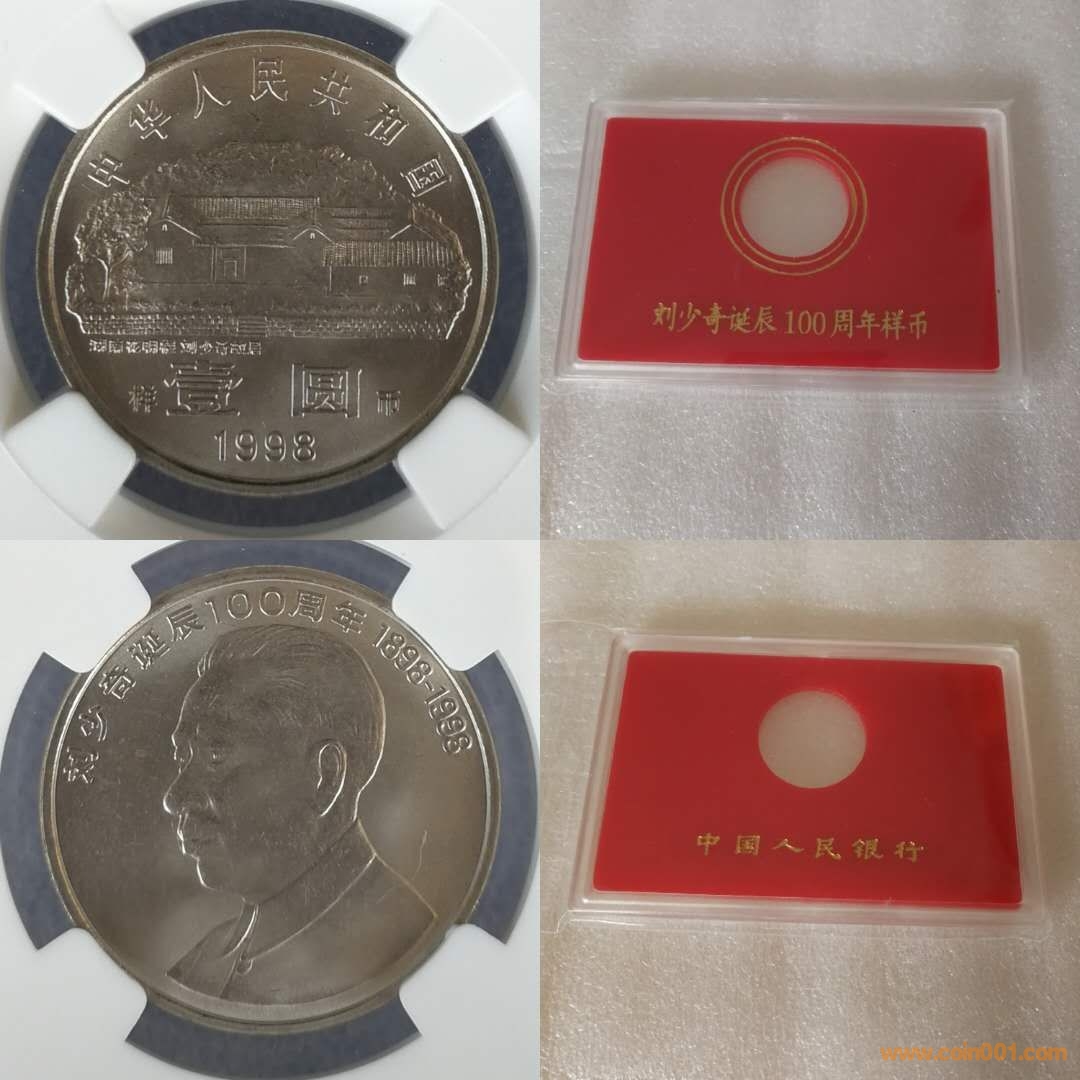 中华人民共和国
湖南花明楼 刘少奇故居
样 壹 圆 币
1998
刘少奇诞辰100周年样币
刘少奇诞辰100周年 1898-1998
中国人民银行
www.coin001.com